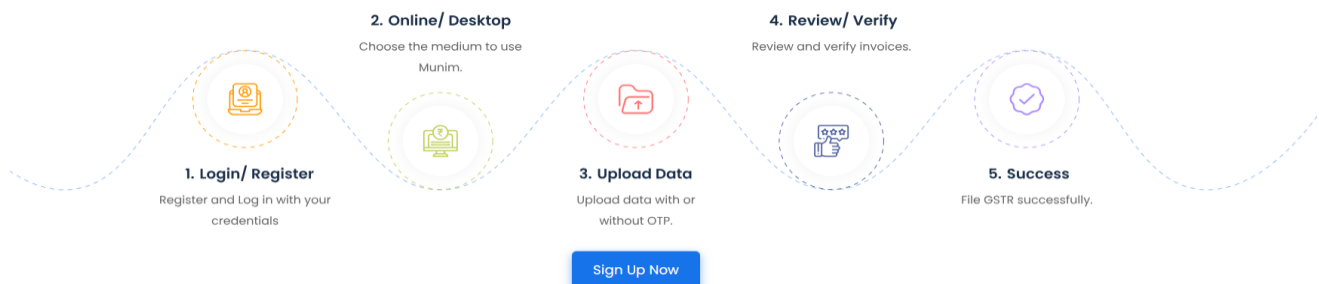 1. Login/ Register
Register and Log in with your
credentials
2. Online/ Desktop
Choose the medium to use
Munim.
3. Upload Data
Upload data with or
without OTP.
4. Review/ Verify
Review and verify invoices.
5. Success
File GSTR successfully.
Sign Up Now